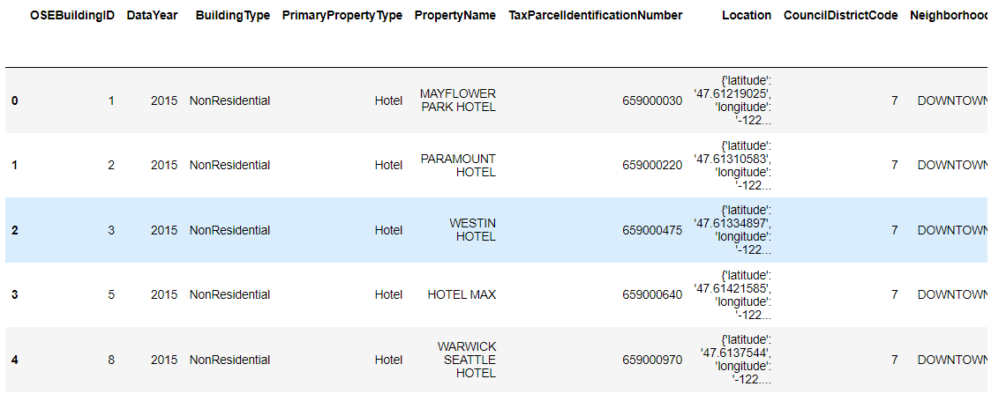 OSEBuildingID DataYear BuildingType PrimaryPropertyType PropertyName TaxParcelIdentificationNumber Location CouncilDistrictCode Neighborhood
0 1 2015 NonResidential Hotel MAYFLOWER PARK HOTEL 659000030 {'latitude': '47.61219025', 'longitude': '-122... 7 DOWNTOWN
1 2 2015 NonResidential Hotel PARAMOUNT HOTEL 659000220 {'latitude': '47.61310583', 'longitude': '-122... 7 DOWNTOWN
2 3 2015 NonResidential Hotel WESTIN HOTEL 659000475 {'latitude': '47.61334897', 'longitude': '-122... 7 DOWNTOWN
3 5 2015 NonResidential Hotel HOTEL MAX 659000640 {'latitude': '47.61421585', 'longitude': '-122... 7 DOWNTOWN
4 8 2015 NonResidential Hotel WARWICK SEATTLE HOTEL 659000970 {'latitude': '47.6137544', 'longitude': '-122.... 7 DOWNTOWN